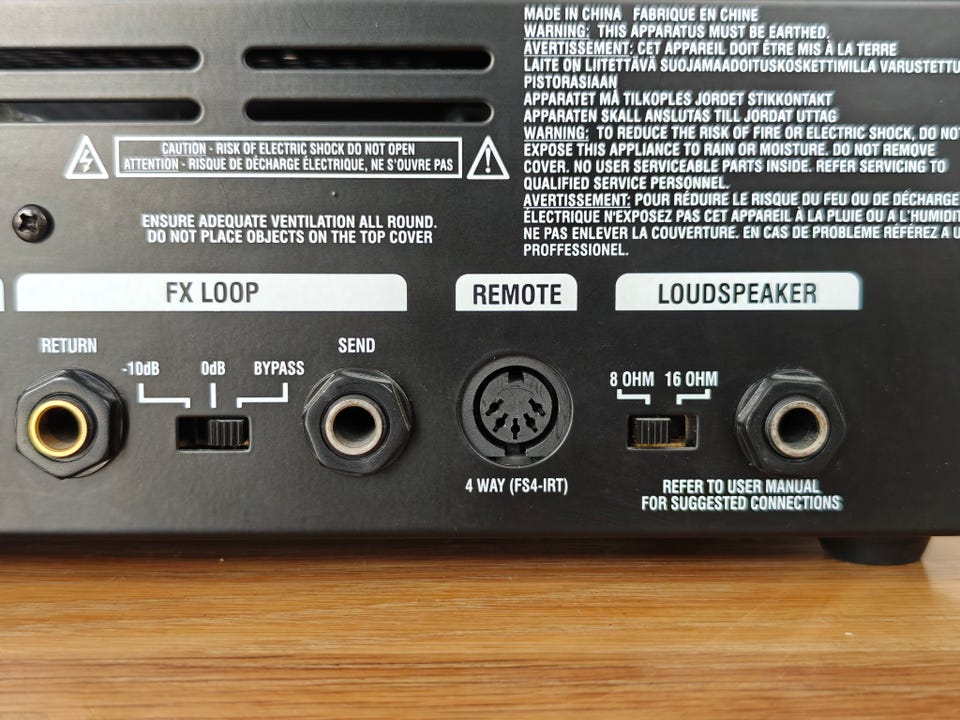 MADE IN CHINA FABRIQUE EN CHINE
WARNING: THIS APPARATUS MUST BE EARTHED.
AVERTISSEMENT: CET APPAREIL DOIT ÊTRE MIS À LA TERRE
LAITE ON LIITETTÄVÄ SUOJAMAADOITUSKOSKETTIMILLA
PISTORASIAAN
APPARATET MÅ TILKOPLES JORDET STIKKONTAKT
APPARATEN SKALL ANSLUTAS TILL JORDAT UTTAG
WARNING: TO REDUCE THE RISK OF FIRE OR ELECTRIC SHOCK, DO NOT
EXPOSE THIS APPLIANCE TO RAIN OR MOISTURE. DO NOT REMOVE
COVER. NO USER SERVICEABLE PARTS INSIDE. REFER SERVICING TO
QUALIFIED SERVICE PERSONNEL.
AVERTISSEMENT: POUR RÉDUIRE LE RISQUE DU FEU OU DE DÉCHARGE
ÉLECTRIQUE N'EXPOSEZ PAS CET APPAREIL À LA PLUIE OU A
NE PAS ENLEVER LA COUVERTURE. EN CAS DE PROBLEME RÉFÉREZ A
PROFFESSIONEL.
CAUTION - RISK OF ELECTRIC SHOCK DO NOT OPEN
ATTENTION - RISQUE DE DÉCHARGE ÉLECTRIQUE, NE S'OUVRE PAS
ENSURE ADEQUATE VENTILATION ALL ROUND.
DO NOT PLACE OBJECTS ON THE TOP COVER
FX LOOP
RETURN
-10dB 0dB BYPASS
SEND
REMOTE
4 WAY (FS4-IRT)
LOUDSPEAKER
8 OHM 16 OHM
REFER TO USER MANUAL
FOR SUGGESTED CONNECTIONS